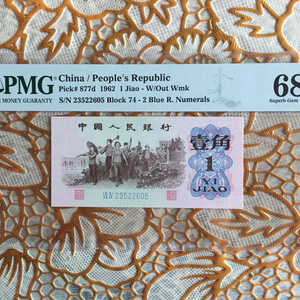 PMG
MONEY GUARANTY
China / People's Republic
Pick# 877d 1962 1 Jiao - W/Out Wmk
S/N 23522605 Block 74 - 2 Blue R. Numerals
68
Superb Gem
中國人民銀行
壹角
1
YI
JIAO
23522605